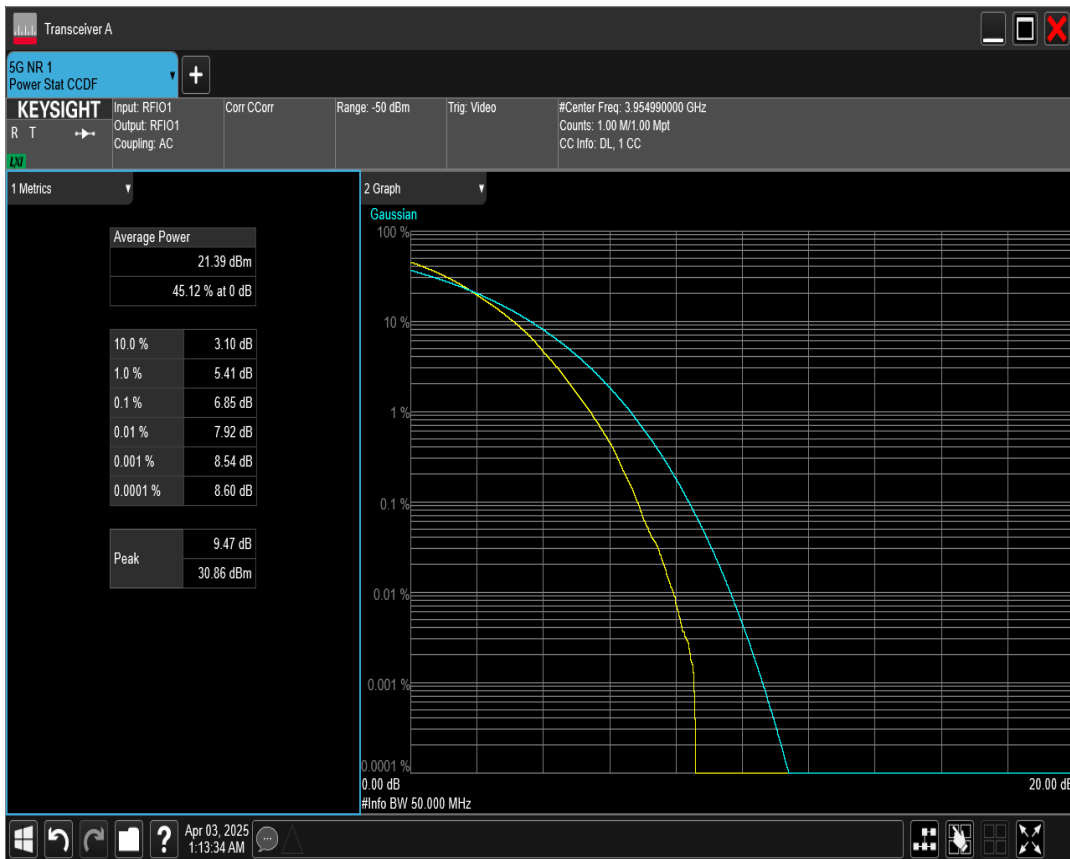 Transceiver A
5G NR 1
Power Stat CCDF
KEYSIGHT
R T
LXI
Input: RFIO1
Output: RFIO1
Coupling: AC
Corr CCorr
Range: -50 dBm
Trig: Video
#Center Freq: 3.954990000 GHz
Counts: 1.00 M/1.00 Mpt
CC Info: DL, 1 CC
1 Metrics
Average Power
21.39 dBm
45.12 % at 0 dB
10.0 % 3.10 dB
1.0 % 5.41 dB
0.1 % 6.85 dB
0.01 % 7.92 dB
0.001 % 8.54 dB
0.0001 % 8.60 dB
Peak
9.47 dB
30.86 dBm
2 Graph
Gaussian
100 %
10 %
1 %
0.1 %
0.01 %
0.001 %
0.0001 %
0.00 dB
20.00 dB
#Info BW 50.000 MHz
Apr 03, 2025
1:13:34 AM